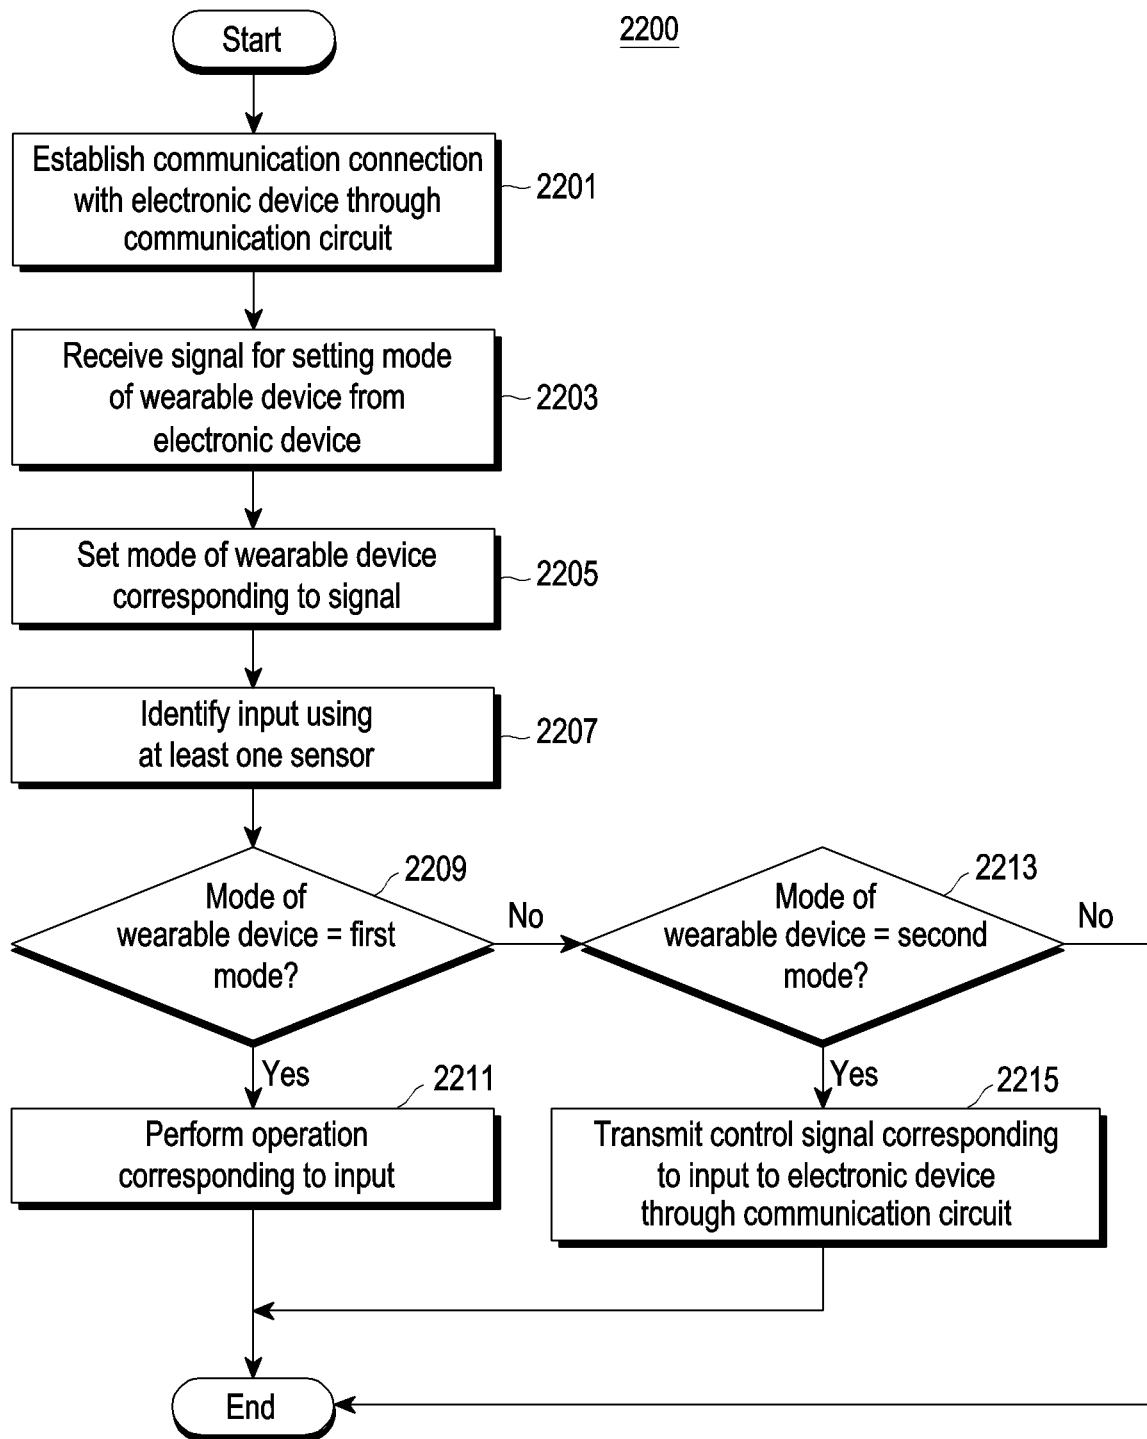 2200
Start
Establish communication connection
with electronic device through
communication circuit
2201
Receive signal for setting mode
of wearable device from
electronic device
2203
Set mode of wearable device
corresponding to signal
2205
Identify input using
at least one sensor
2207
Mode of
wearable device = first
mode?
2209
No
Yes
Mode of
wearable device = second
mode?
2213
No
Yes
Perform operation
corresponding to input
2211
Transmit control signal corresponding
to input to electronic device
through communication circuit
2215
End